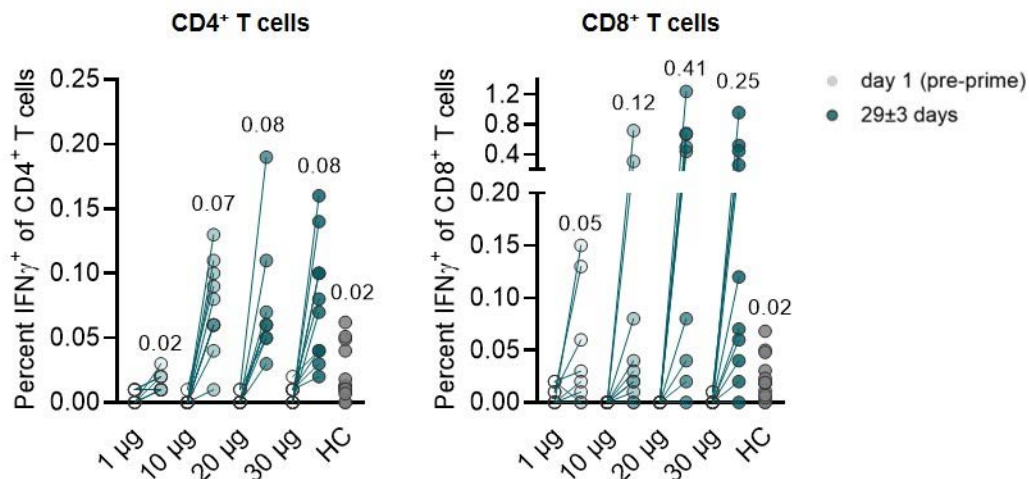 CD4⁺ T cells
Percent IFNγ⁺ of CD4⁺ T cells
0.25
0.20
0.15
0.10
0.05
0.00
0.02
0.07
0.08
0.08
0.02
1 µg
10 µg
20 µg
30 µg
HC
CD8⁺ T cells
Percent IFNγ⁺ of CD8⁺ T cells
1.2
0.8
0.4
0.20
0.15
0.10
0.05
0.00
0.05
0.12
0.41
0.25
0.02
1 µg
10 µg
20 µg
30 µg
HC
day 1 (pre-prime)
29±3 days